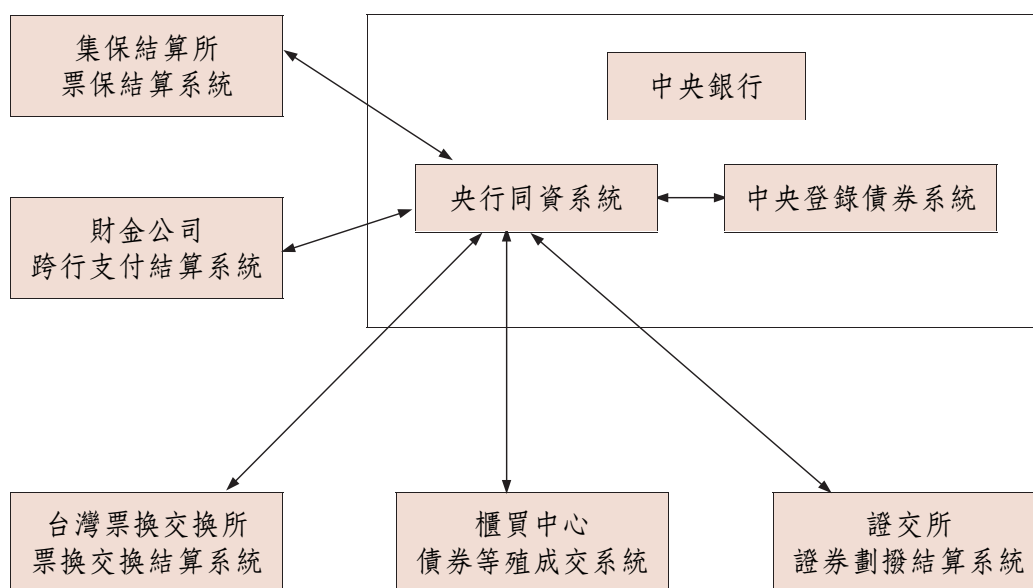 集保結算所
票保結算系統
中央銀行
央行同資系統
中央登錄債券系統
財金公司
跨行支付結算系統
台灣票換交換所
票換交換結算系統
櫃買中心
債券等殖成交系統
證交所
證券劃撥結算系統